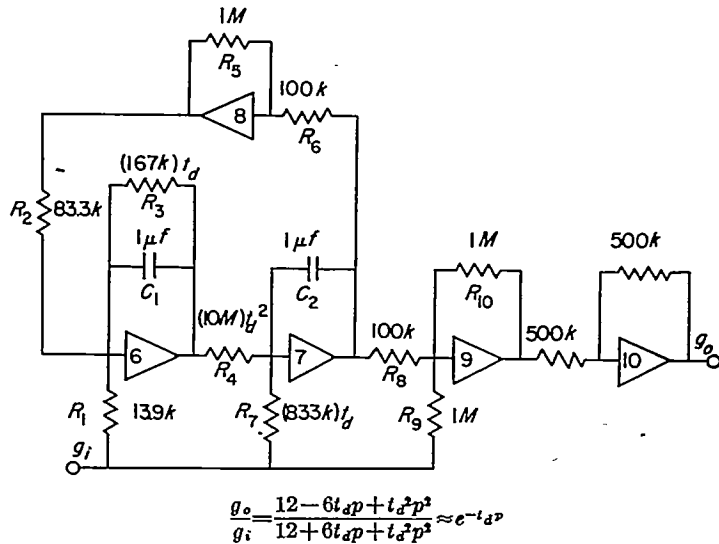 1M
R5
8
100k
R6
(167k) td
R3
R2
83.3k
1μf
C1
1μf
C2
1M
R10
500k
(10M)td²
500k
6
R4
7
100k
R8
9
10
go
R1
13.9k
R7
(833k)td
R9
1M
gi
go/gi = (12−6tdp+td²p²)/(12+6tdp+td²p²) ≈ e^−tdp